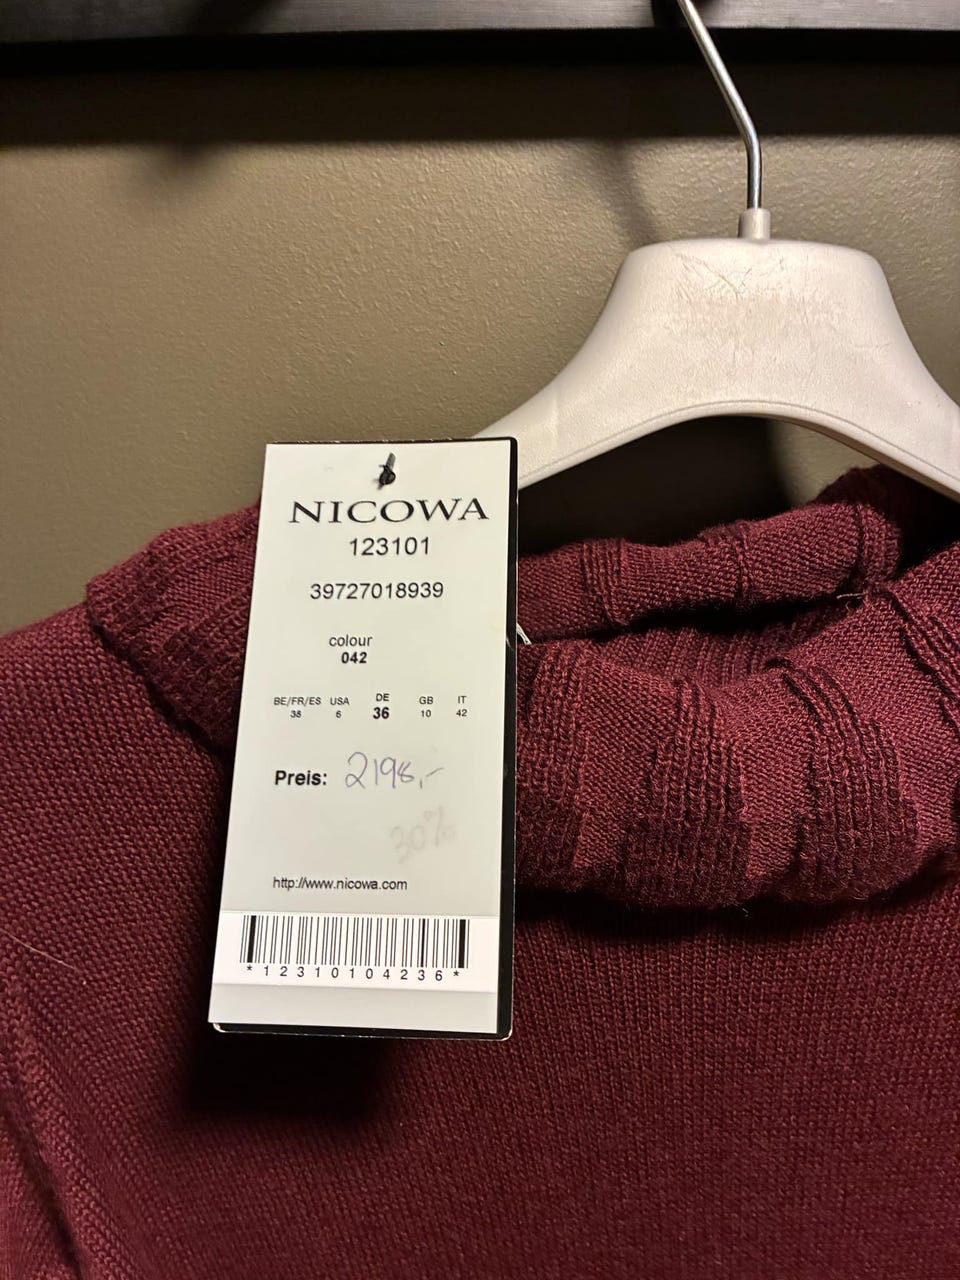 NICOWA
123101
39727018939
colour
042
BE/FR/ES USA DE GB IT
38 6 36 10 42
Preis: 2198,-
30%
http://www.nicowa.com
*12310104236*